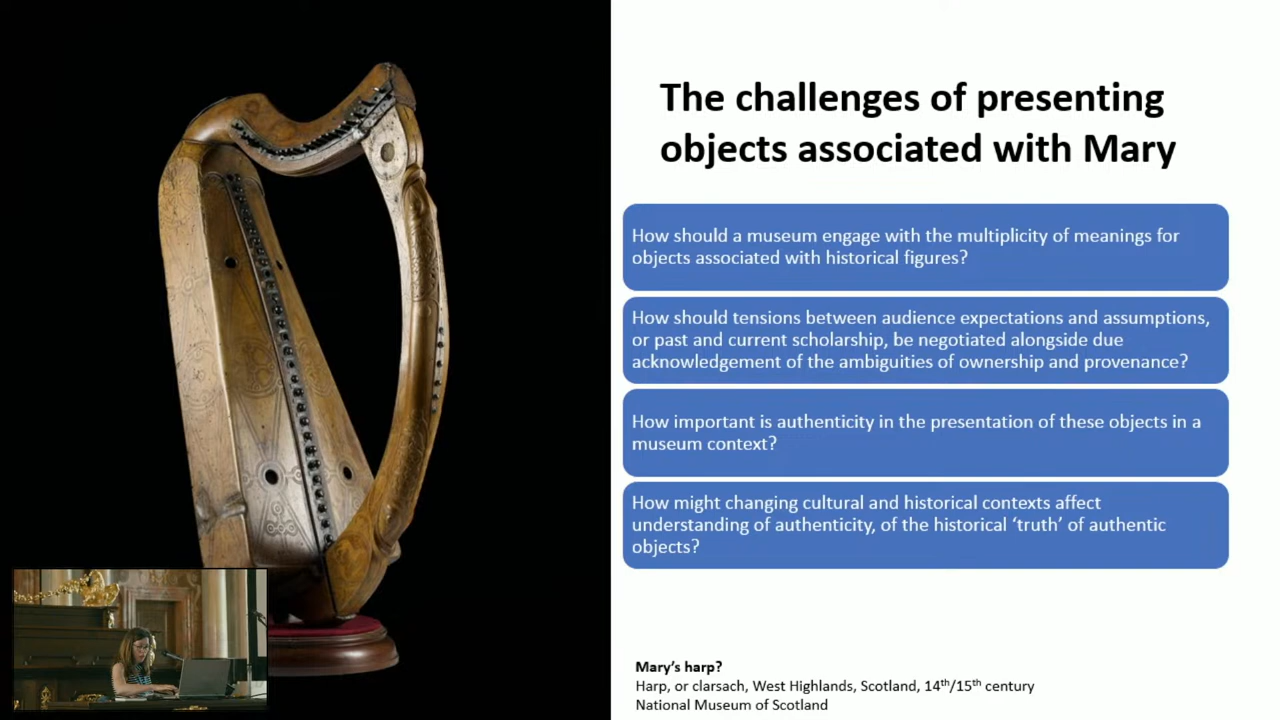 The challenges of presenting
objects associated with Mary
How should a museum engage with the multiplicity of meanings for
objects associated with historical figures?
How should tensions between audience expectations and assumptions,
or past and current scholarship, be negotiated alongside due
acknowledgement of the ambiguities of ownership and provenance?
How important is authenticity in the presentation of these objects in a
museum context?
How might changing cultural and historical contexts affect
understanding of authenticity, of the historical ‘truth’ of authentic
objects?
Mary’s harp?
Harp, or clarsach, West Highlands, Scotland, 14th/15th century
National Museum of Scotland